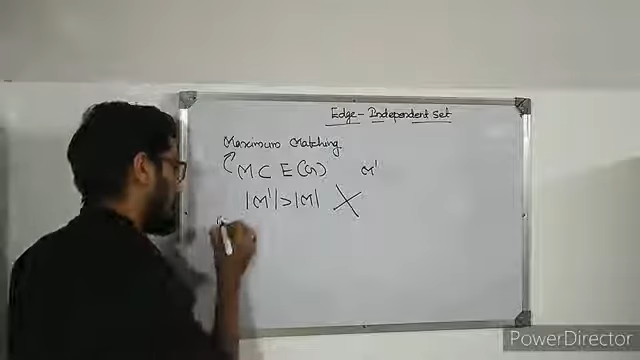 Edge-Independent set
Maximum Matching
M ⊂ E(G) M'
|M'|>|M| X
PowerDirector